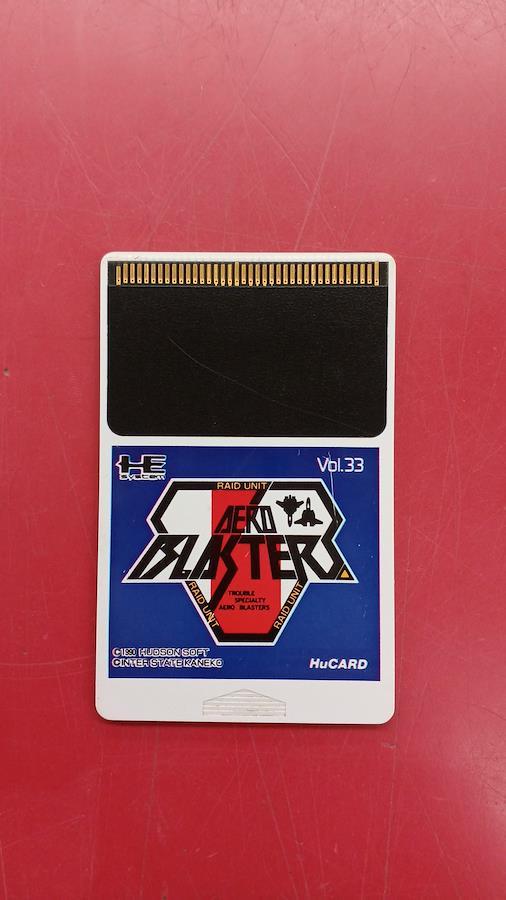 HE
SYSTEM
Vol.33
RAID UNIT
AERO
BLASTERS
RAID UNIT
TROUBLE
SPECIALTY
AERO BLASTERS
RAID UNIT
©1990 HUDSON SOFT
©INTER STATE KANEKO
HuCARD